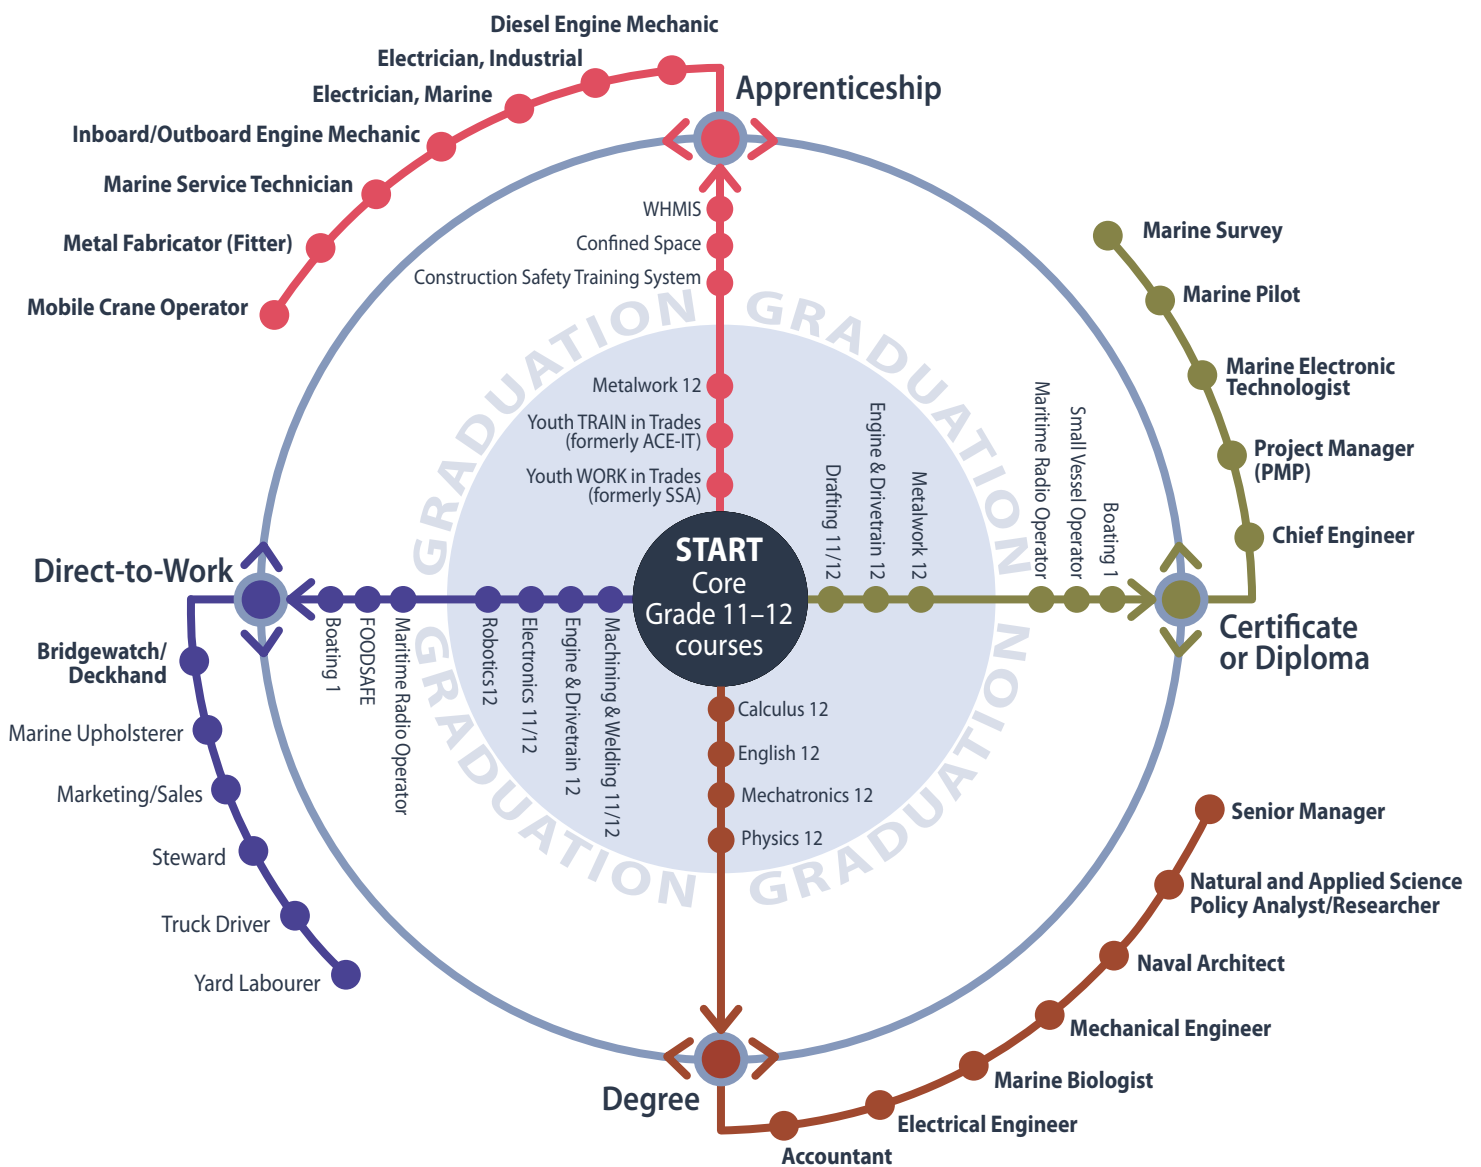 Diesel Engine Mechanic
Electrician, Industrial
Electrician, Marine
Inboard/Outboard Engine Mechanic
Marine Service Technician
Metal Fabricator (Fitter)
Mobile Crane Operator
Apprenticeship
WHMIS
Confined Space
Construction Safety Training System
GRADUATION
GRADUATION
Metalwork 12
Youth TRAIN in Trades
(formerly ACE-IT)
Youth WORK in Trades
(formerly SSA)
START
Core
Grade 11–12
courses
Marine Survey
Marine Pilot
Marine Electronic
Technologist
Project Manager
(PMP)
Chief Engineer
Drafting 11/12
Engine & Drivetrain 12
Metalwork 12
Maritime Radio Operator
Small Vessel Operator
Boating 1
Certificate
or Diploma
Direct-to-Work
Boating 1
FOODSAFE
Maritime Radio Operator
Robotics12
Electronics 11/12
Engine & Drivetrain 12
Machining & Welding 11/12
Bridgewatch/
Deckhand
Marine Upholsterer
Marketing/Sales
Steward
Truck Driver
Yard Labourer
GRADUATION
GRADUATION
Calculus 12
English 12
Mechatronics 12
Physics 12
Degree
Senior Manager
Natural and Applied Science
Policy Analyst/Researcher
Naval Architect
Mechanical Engineer
Marine Biologist
Electrical Engineer
Accountant